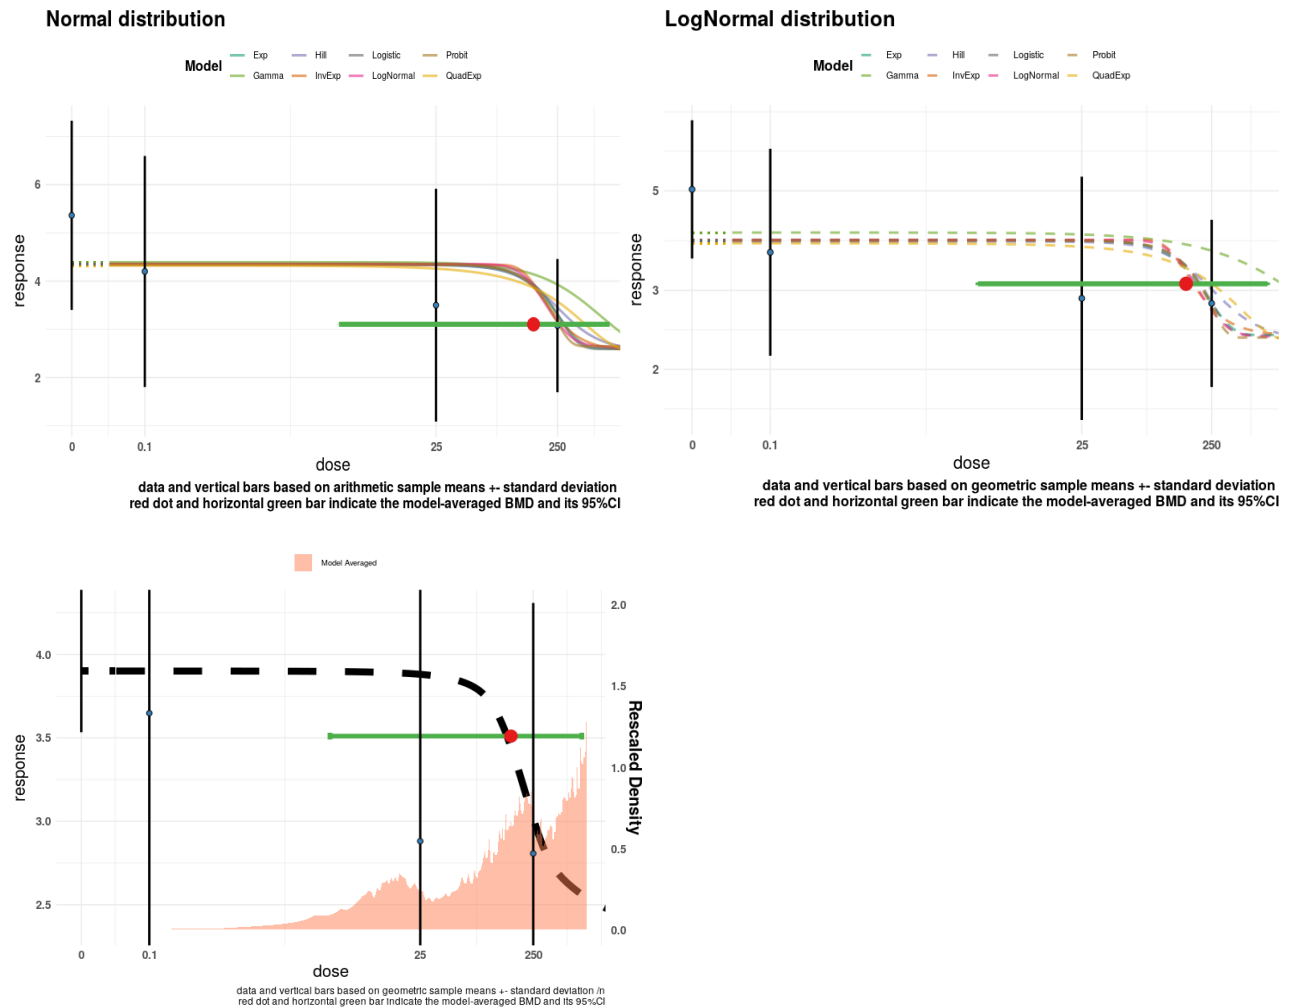 Normal distribution
Model
Exp Hill Logistic Probit
Gamma InvExp LogNormal QuadExp
response
6
4
2
0 0.1 25 250
dose
data and vertical bars based on arithmetic sample means +- standard deviation
red dot and horizontal green bar indicate the model-averaged BMD and its 95%CI
LogNormal distribution
Model
Exp Hill Logistic Probit
Gamma InvExp LogNormal QuadExp
response
5
3
2
0 0.1 25 250
dose
data and vertical bars based on geometric sample means +- standard deviation
red dot and horizontal green bar indicate the model-averaged BMD and its 95%CI
Model Averaged
response
4.0
3.5
3.0
2.5
2.0
1.5
1.0
0.5
0.0
Rescaled Density
0 0.1 25 250
dose
data and vertical bars based on geometric sample means +- standard deviation /n
red dot and horizontal green bar indicate the model-averaged BMD and its 95%CI